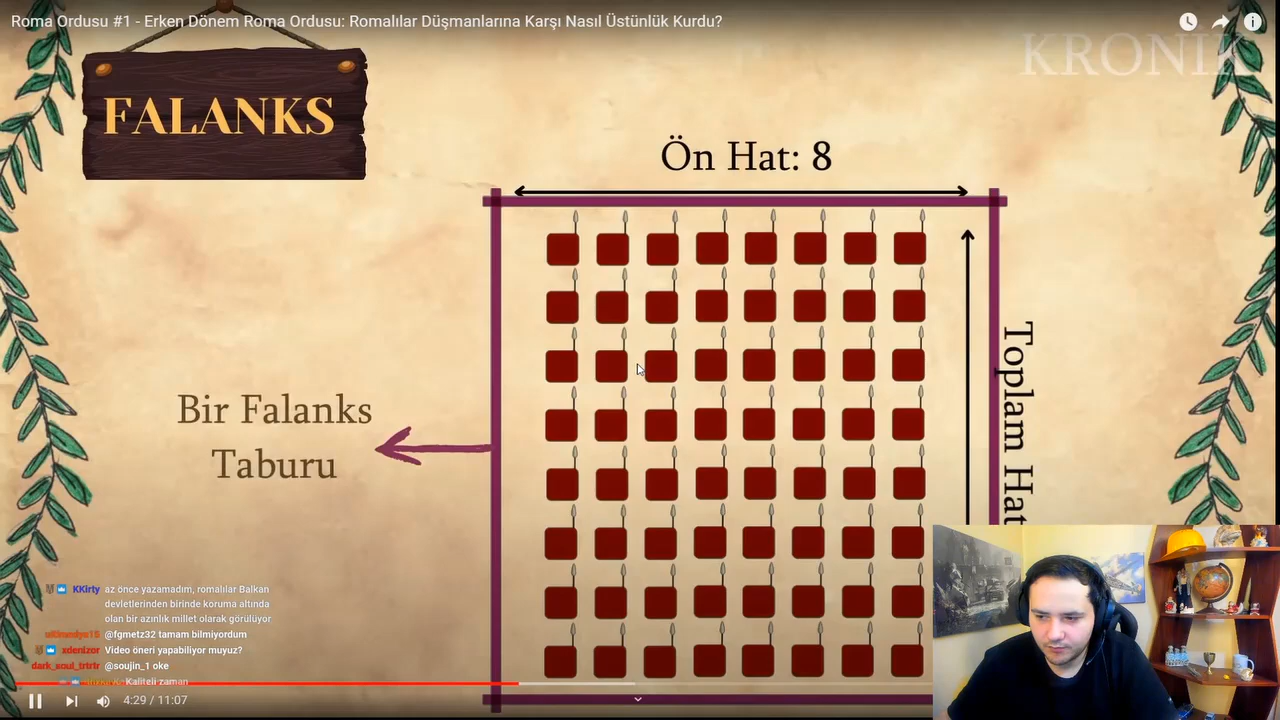 Roma Ordusu #1 - Erken Dönem Roma Ordusu: Romalılar Düşmanlarına Karşı Nasıl Üstünlük Kurdu?
KRONİK
FALANKS
Ön Hat: 8
Toplam Hat
Bir Falanks
Taburu
KKirty az önce yazamadım, romalılar Balkan
devletlerinden birinde koruma altında
olan bir azınlık millet olarak görülüyor
@fgmetz32 tamam bilmiyordum
xdenizor Video öneri yapabiliyor muyuz?
dark_soul_trtrtr @soujin_1 oke
Kaliteli zaman
4:29 / 11:07